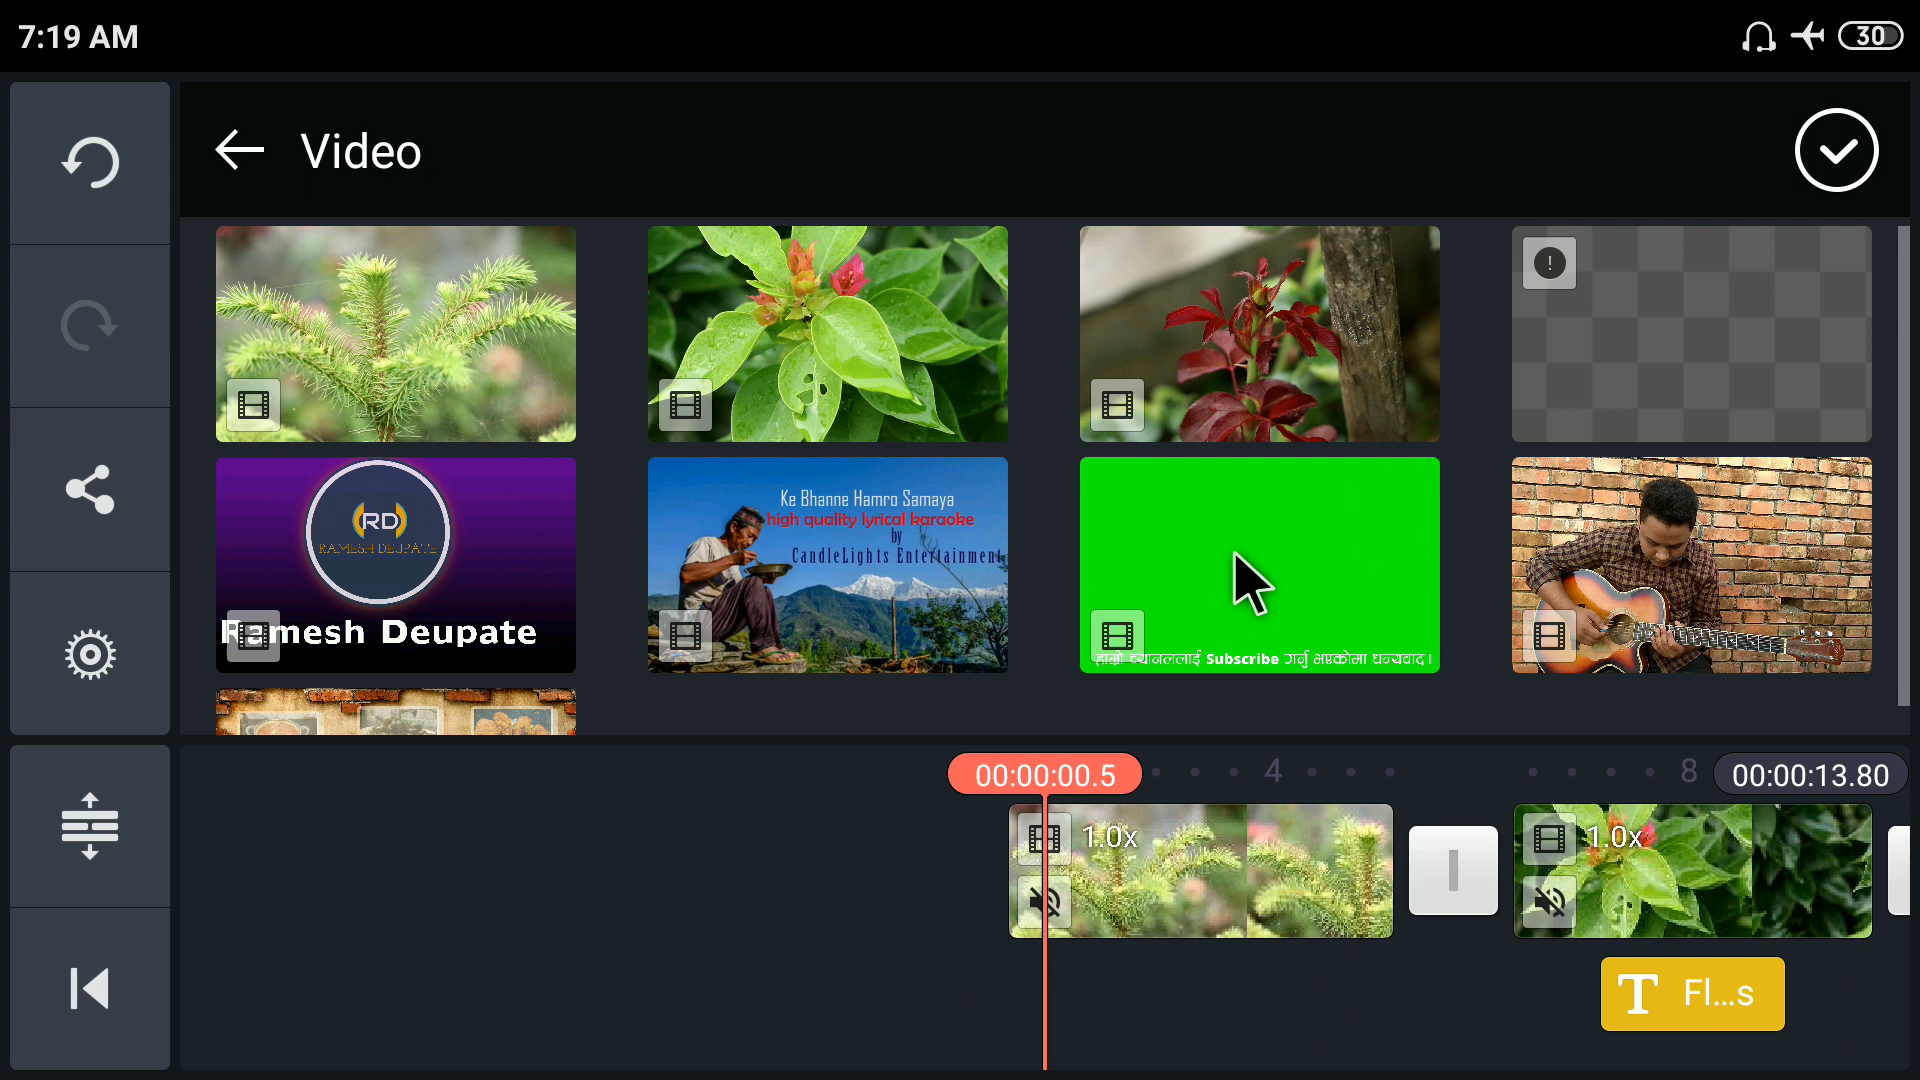 7:19 AM
30
Video
RD
RAMESH DEUPATE
Ramesh Deupate
Ke Bhanne Hamro Samaya
high quality lyrical karaoke
by
CandleLights Entertainment
हाम्रो च्यानललाई Subscribe गर्नु भएकोमा धन्यवाद।
00:00:00.5
4
8
00:00:13.80
1.0x
1.0x
T Fl...s